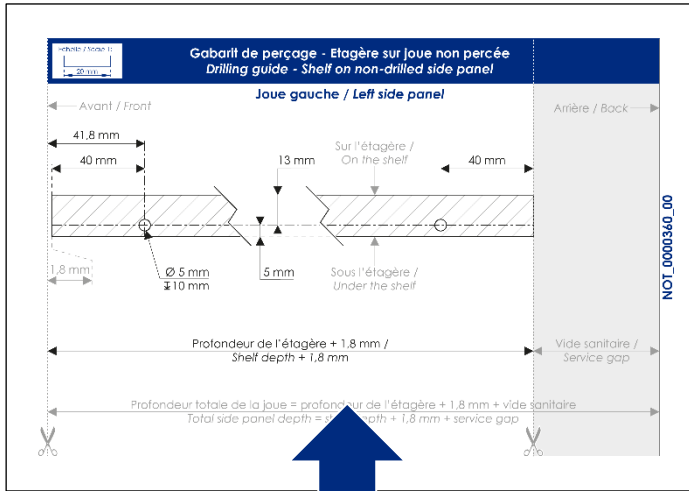 Echelle / Scale 1:
20 mm
Gabarit de perçage - Etagère sur joue non percée
Drilling guide - Shelf on non-drilled side panel
Joue gauche / Left side panel
Avant / Front
Arrière / Back
41,8 mm
40 mm
13 mm
Sur l'étagère /
On the shelf
40 mm
1,8 mm
Ø 5 mm
↧10 mm
5 mm
Sous l'étagère /
Under the shelf
NOT_0000360_00
Profondeur de l'étagère + 1,8 mm /
Shelf depth + 1,8 mm
Vide sanitaire /
Service gap
Profondeur totale de la joue = profondeur de l'étagère + 1,8 mm + vide sanitaire
Total side panel depth = depth + 1,8 mm + service gap